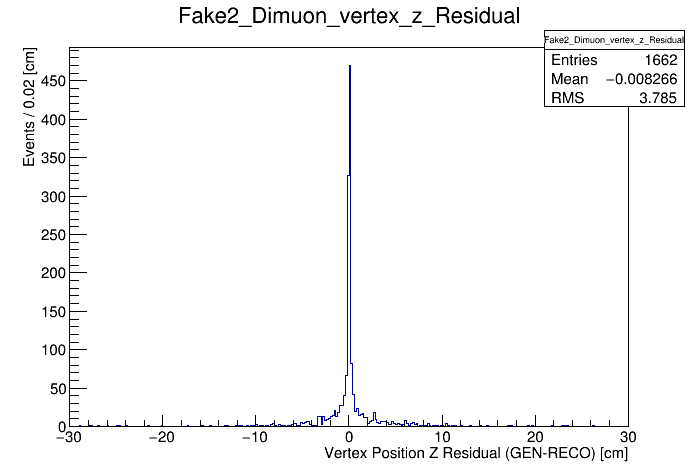 Fake2_Dimuon_vertex_z_Residual
Fake2_Dimuon_vertex_z_Residual
Entries 1662
Mean −0.008266
RMS 3.785
Events / 0.02 [cm]
450
400
350
300
250
200
150
100
50
0
−30 −20 −10 0 10 20 30
Vertex Position Z Residual (GEN-RECO) [cm]